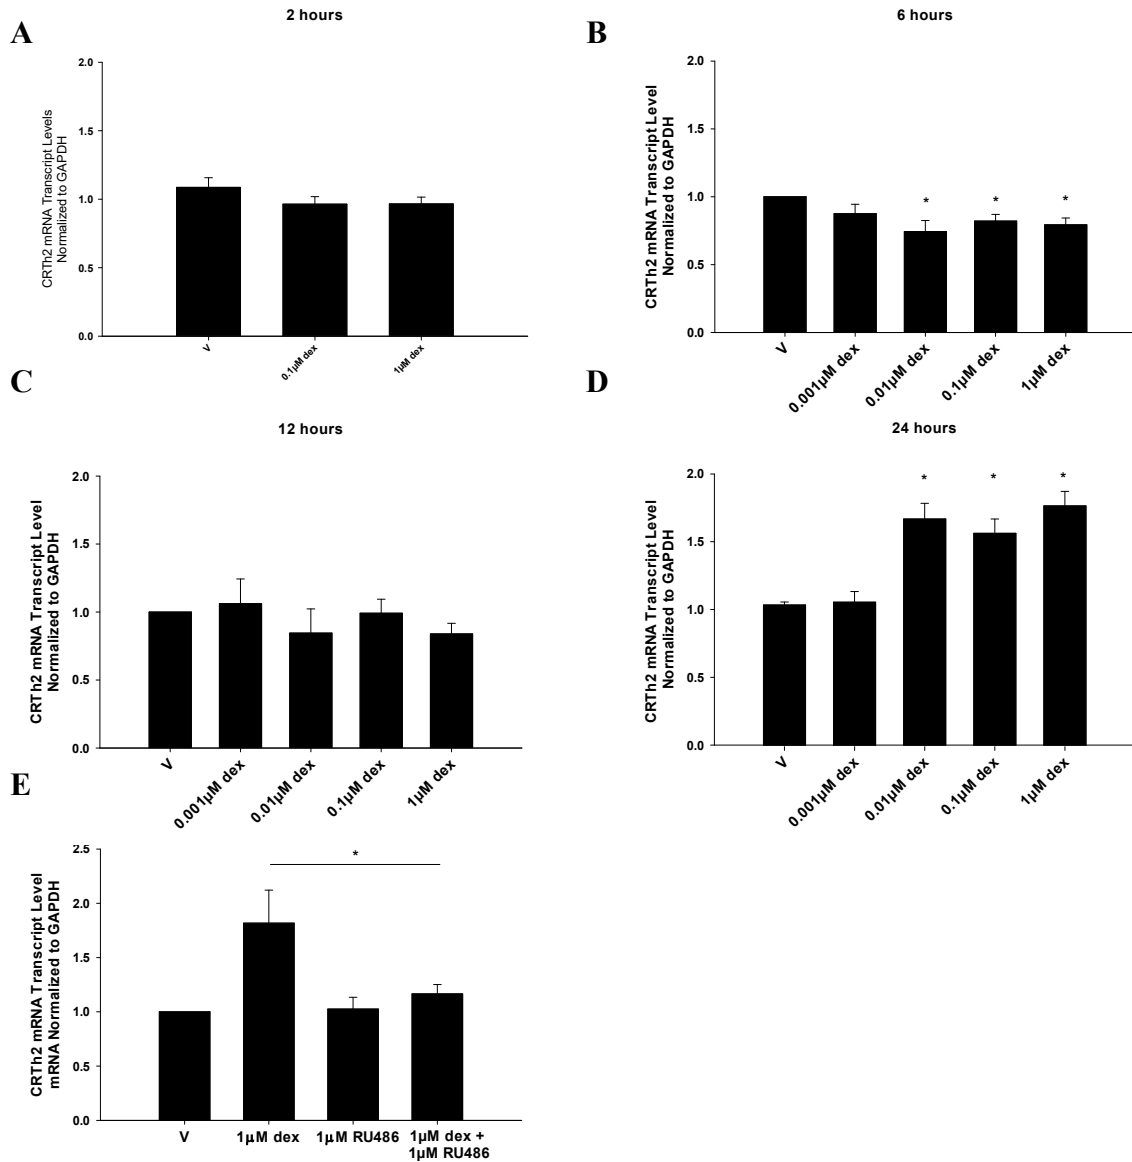 A
2 hours
CRTh2 mRNA Transcript Levels
Normalized to GAPDH
2.0
1.5
1.0
0.5
0.0
V
0.1µM dex
1µM dex
B
6 hours
CRTh2 mRNA Transcript Level
Normalized to GAPDH
2.0
1.5
1.0
0.5
0.0
* * *
V
0.001µM dex
0.01µM dex
0.1µM dex
1µM dex
C
12 hours
CRTh2 mRNA Transcript Level
Normalized to GAPDH
2.0
1.5
1.0
0.5
0.0
V
0.001µM dex
0.01µM dex
0.1µM dex
1µM dex
D
24 hours
CRTh2 mRNA Transcript Level
Normalized to GAPDH
2.0
1.5
1.0
0.5
0.0
* * *
V
0.001µM dex
0.01µM dex
0.1µM dex
1µM dex
E
CRTh2 mRNA Transcript Level
mRNA Normalized to GAPDH
2.5
2.0
1.5
1.0
0.5
0.0
*
V
1µM dex
1µM RU486
1µM dex +
1µM RU486